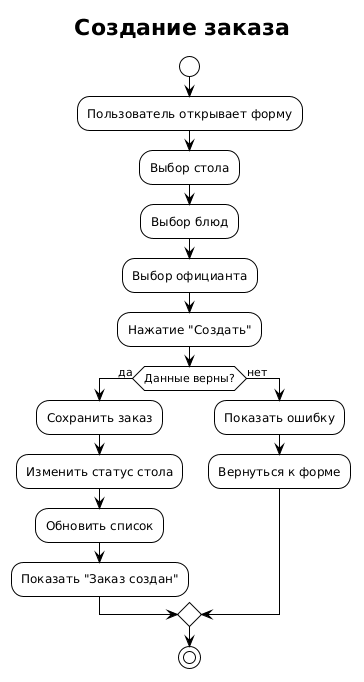 Создание заказа
Пользователь открывает форму
Выбор стола
Выбор блюд
Выбор официанта
Нажатие "Создать"
да
Данные верны?
нет
Сохранить заказ
Показать ошибку
Изменить статус стола
Вернуться к форме
Обновить список
Показать "Заказ создан"